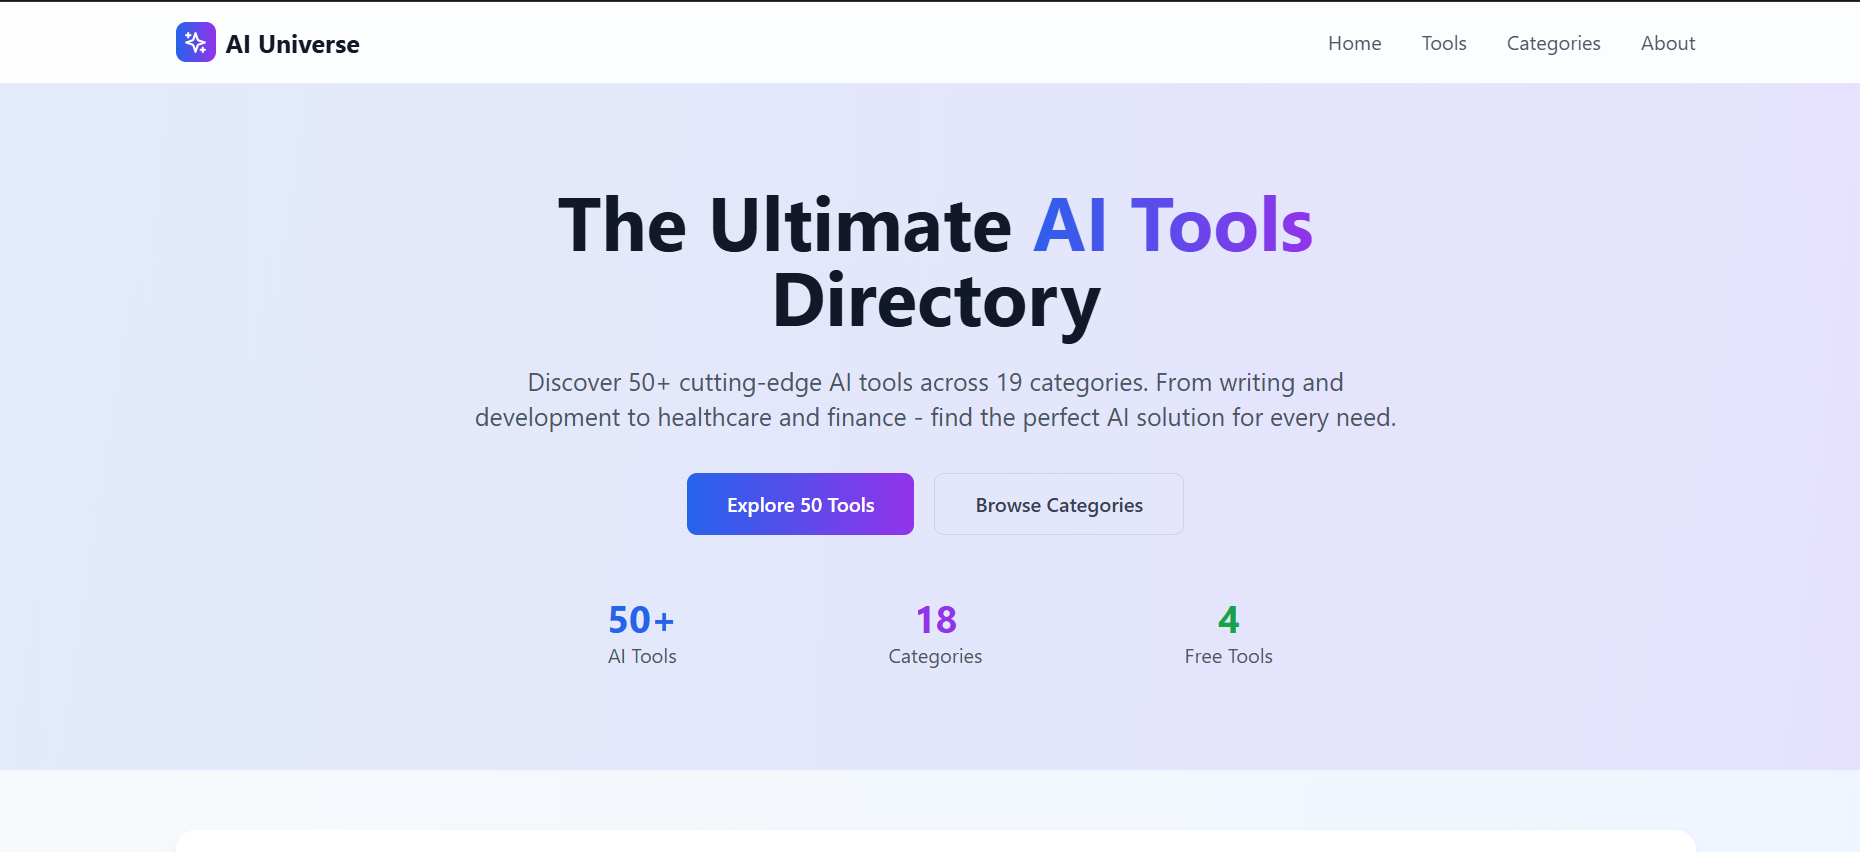 AI Universe
Home
Tools
Categories
About
The Ultimate AI Tools
Directory
Discover 50+ cutting-edge AI tools across 19 categories. From writing and
development to healthcare and finance - find the perfect AI solution for every need.
Explore 50 Tools
Browse Categories
50+
AI Tools
18
Categories
4
Free Tools